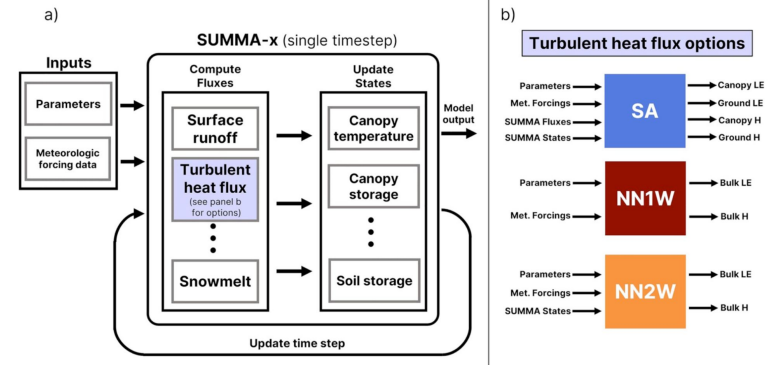 a)
SUMMA-x (single timestep)
Inputs
Parameters
Meteorologic
forcing data
Compute
Fluxes
Surface
runoff
Turbulent
heat flux
(see panel b
for options)
Snowmelt
Update
States
Canopy
temperature
Canopy
storage
Soil storage
Model
output
Update time step
b)
Turbulent heat flux options
Parameters
Met. Forcings
SUMMA Fluxes
SUMMA States
SA
Canopy LE
Ground LE
Canopy H
Ground H
Parameters
Met. Forcings
NN1W
Bulk LE
Bulk H
Parameters
Met. Forcings
SUMMA States
NN2W
Bulk LE
Bulk H